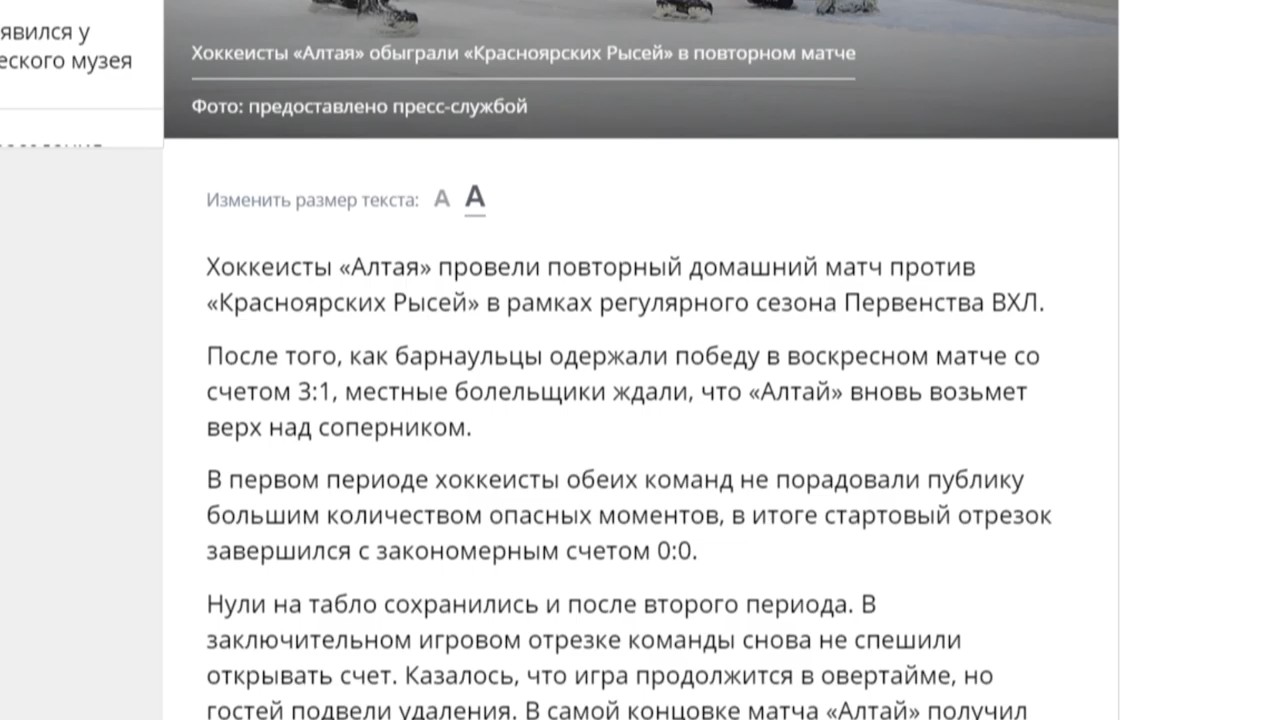 явился у
еского музея
Хоккеисты «Алтая» обыграли «Красноярских Рысей» в повторном матче
Фото: предоставлено пресс-службой
Изменить размер текста: А А
Хоккеисты «Алтая» провели повторный домашний матч против
«Красноярских Рысей» в рамках регулярного сезона Первенства ВХЛ.
После того, как барнаульцы одержали победу в воскресном матче со
счетом 3:1, местные болельщики ждали, что «Алтай» вновь возьмет
верх над соперником.
В первом периоде хоккеисты обеих команд не порадовали публику
большим количеством опасных моментов, в итоге стартовый отрезок
завершился с закономерным счетом 0:0.
Нули на табло сохранились и после второго периода. В
заключительном игровом отрезке команды снова не спешили
открывать счет. Казалось, что игра продолжится в овертайме, но
гостей подвели удаления. В самой концовке матча «Алтай» получил